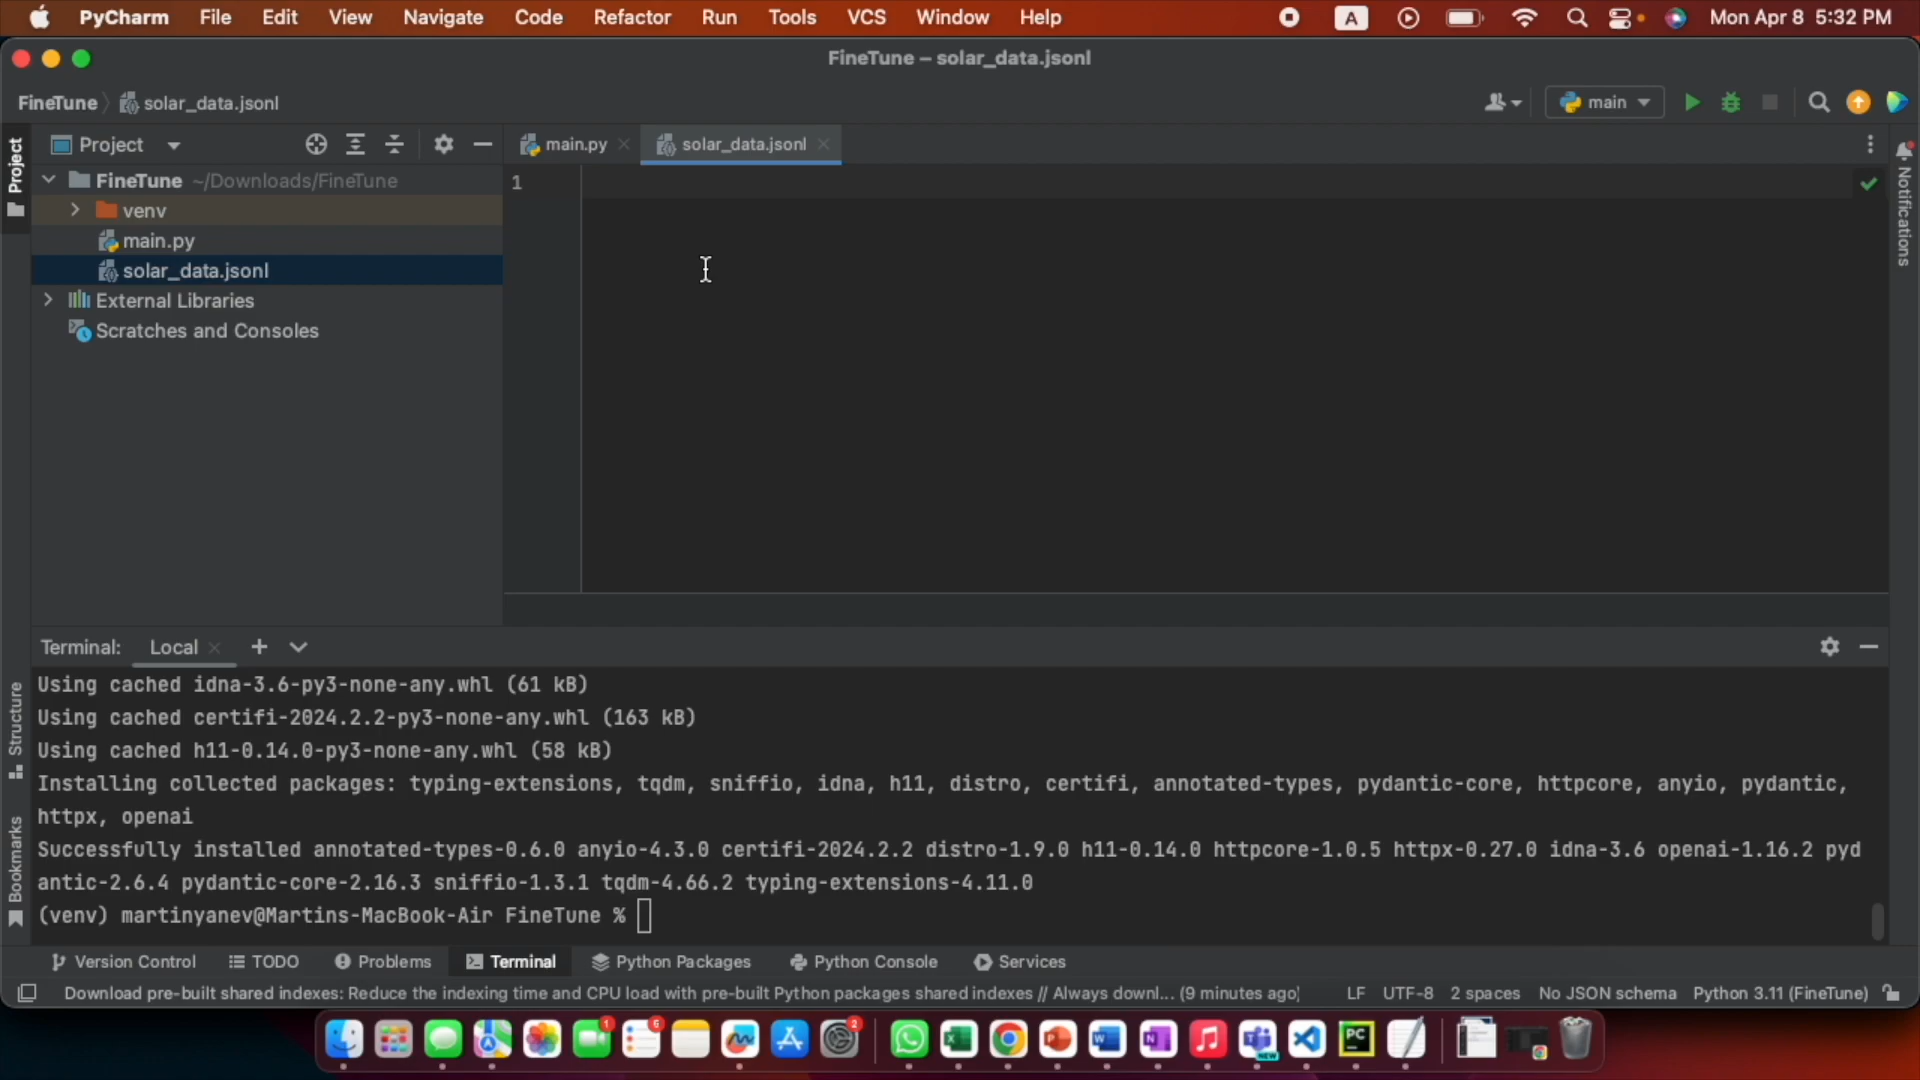 PyCharm File Edit View Navigate Code Refactor Run Tools VCS Window Help A Mon Apr 8 5:32 PM
FineTune – solar_data.jsonl
FineTune solar_data.jsonl main
Project Project main.py solar_data.jsonl
FineTune ~/Downloads/FineTune 1
venv
main.py
solar_data.jsonl
External Libraries
Scratches and Consoles
Notifications
Terminal: Local
Using cached idna-3.6-py3-none-any.whl (61 kB)
Using cached certifi-2024.2.2-py3-none-any.whl (163 kB)
Using cached h11-0.14.0-py3-none-any.whl (58 kB)
Installing collected packages: typing-extensions, tqdm, sniffio, idna, h11, distro, certifi, annotated-types, pydantic-core, httpcore, anyio, pydantic,
httpx, openai
Successfully installed annotated-types-0.6.0 anyio-4.3.0 certifi-2024.2.2 distro-1.9.0 h11-0.14.0 httpcore-1.0.5 httpx-0.27.0 idna-3.6 openai-1.16.2 pyd
antic-2.6.4 pydantic-core-2.16.3 sniffio-1.3.1 tqdm-4.66.2 typing-extensions-4.11.0
(venv) martinyanev@Martins-MacBook-Air FineTune %
Structure
Bookmarks
Version Control TODO Problems Terminal Python Packages Python Console Services
Download pre-built shared indexes: Reduce the indexing time and CPU load with pre-built Python packages shared indexes // Always downl... (9 minutes ago) LF UTF-8 2 spaces No JSON schema Python 3.11 (FineTune)
1 6 2 NEW PC